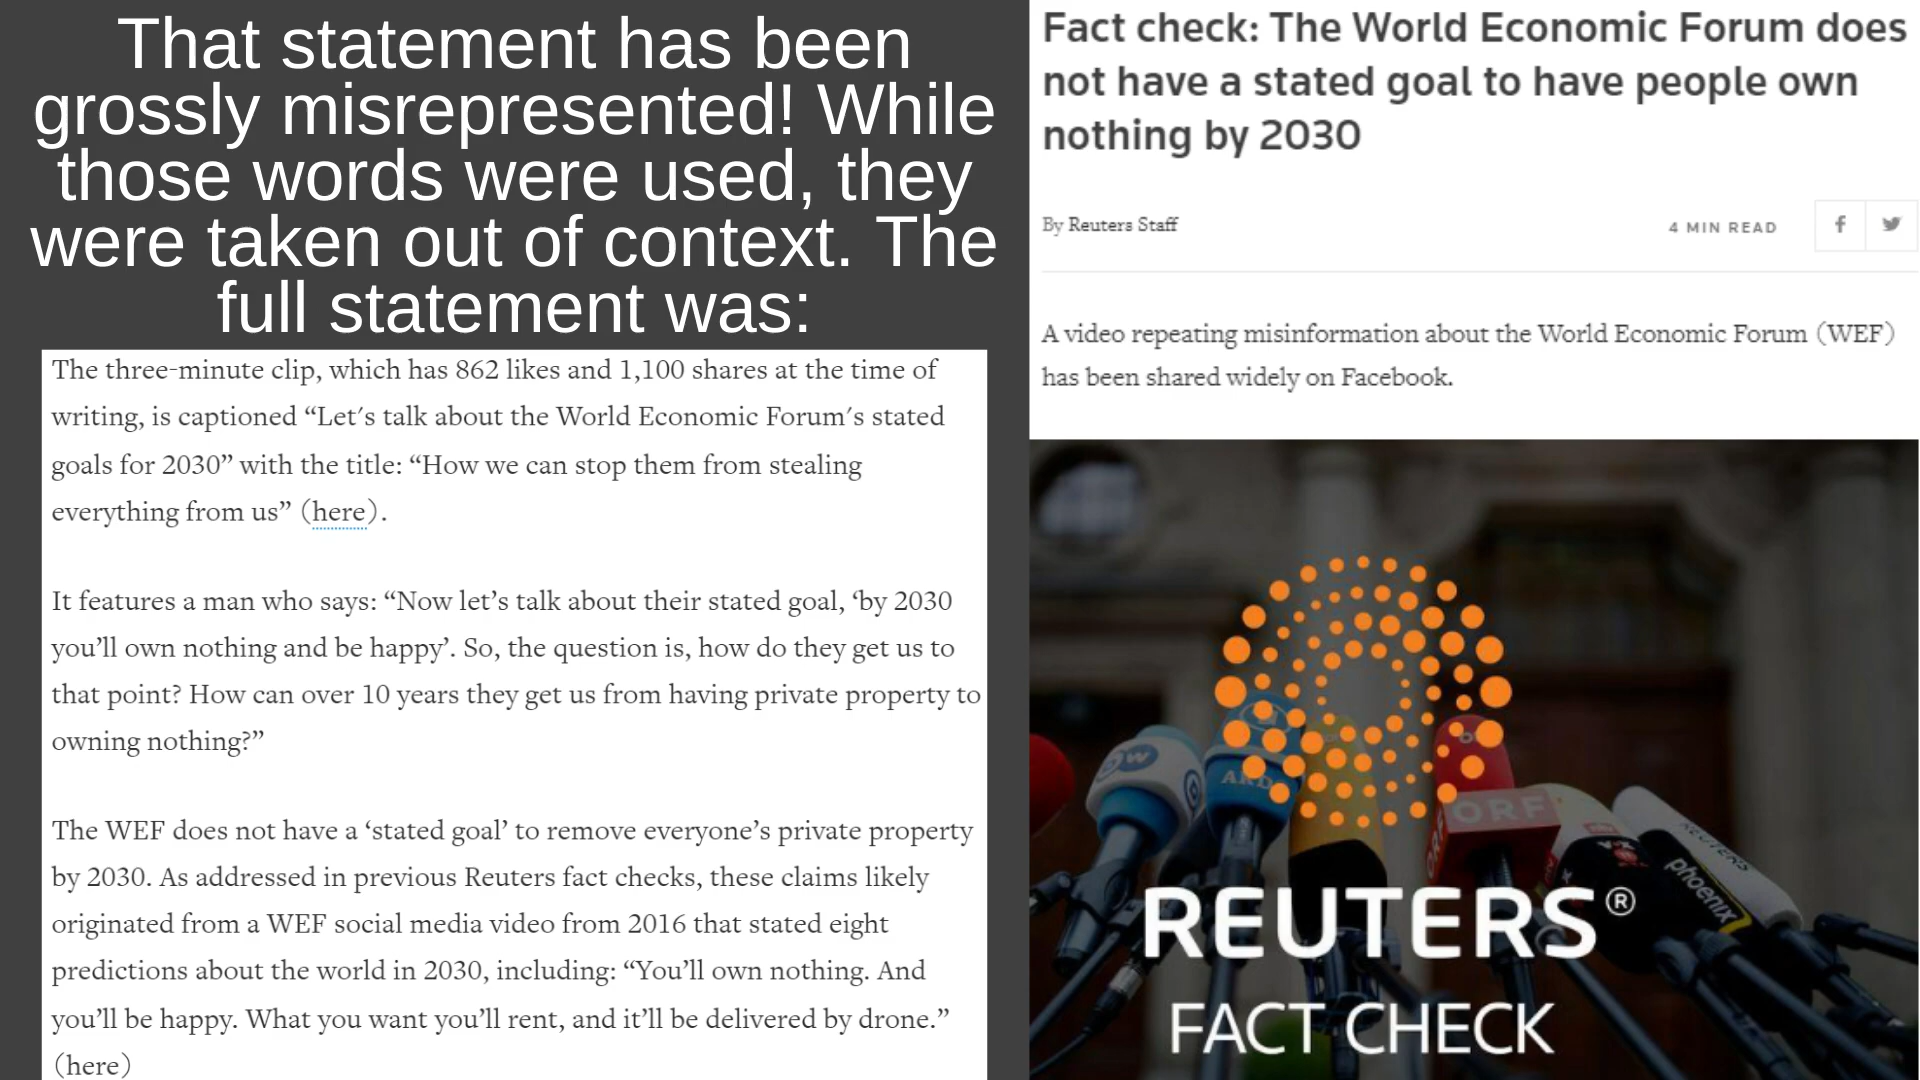 That statement has been
grossly misrepresented! While
those words were used, they
were taken out of context. The
full statement was:
The three-minute clip, which has 862 likes and 1,100 shares at the time of
writing, is captioned “Let's talk about the World Economic Forum's stated
goals for 2030” with the title: “How we can stop them from stealing
everything from us” (here).
It features a man who says: “Now let’s talk about their stated goal, ‘by 2030
you’ll own nothing and be happy’. So, the question is, how do they get us to
that point? How can over 10 years they get us from having private property to
owning nothing?”
The WEF does not have a ‘stated goal’ to remove everyone’s private property
by 2030. As addressed in previous Reuters fact checks, these claims likely
originated from a WEF social media video from 2016 that stated eight
predictions about the world in 2030, including: “You’ll own nothing. And
you’ll be happy. What you want you’ll rent, and it’ll be delivered by drone.”
(here)
Fact check: The World Economic Forum does
not have a stated goal to have people own
nothing by 2030
By Reuters Staff
4 MIN READ
A video repeating misinformation about the World Economic Forum (WEF)
has been shared widely on Facebook.
DW
ARD
ORF
ORF
REUTERS
phoenix
REUTERS®
FACT CHECK